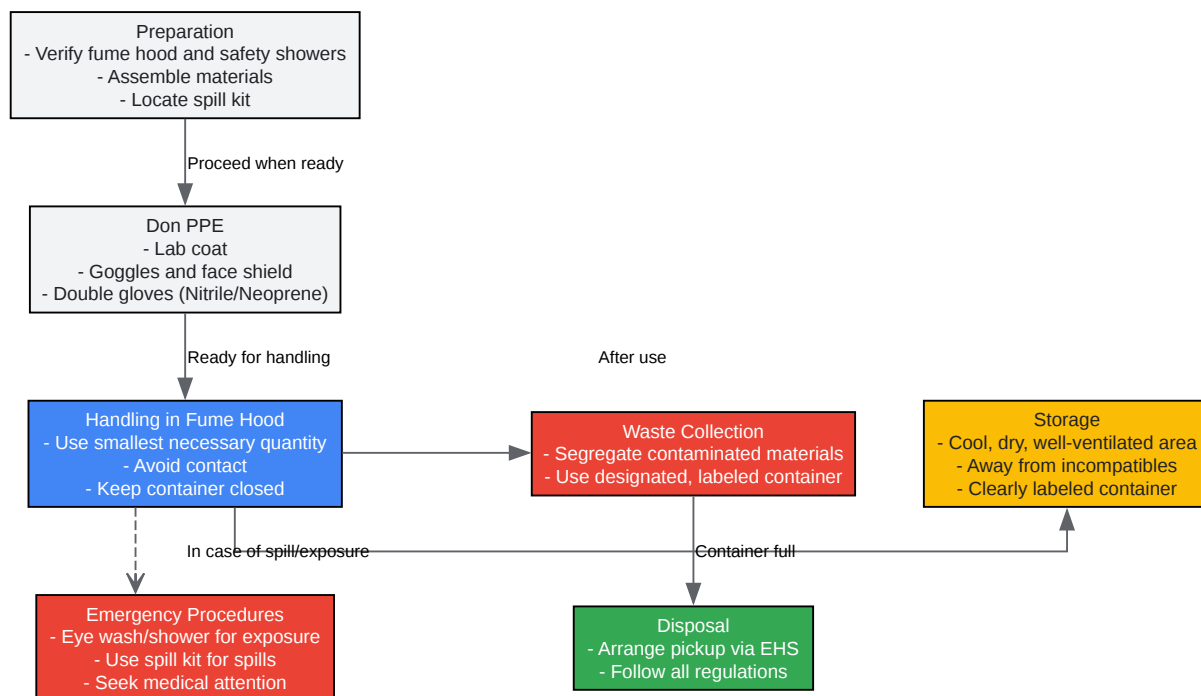 Preparation
- Verify fume hood and safety showers
- Assemble materials
- Locate spill kit
Proceed when ready
Don PPE
- Lab coat
- Goggles and face shield
- Double gloves (Nitrile/Neoprene)
Ready for handling
After use
Handling in Fume Hood
- Use smallest necessary quantity
- Avoid contact
- Keep container closed
Waste Collection
- Segregate contaminated materials
- Use designated, labeled container
Storage
- Cool, dry, well-ventilated area
- Away from incompatibles
- Clearly labeled container
In case of spill/exposure
Container full
Emergency Procedures
- Eye wash/shower for exposure
- Use spill kit for spills
- Seek medical attention
Disposal
- Arrange pickup via EHS
- Follow all regulations